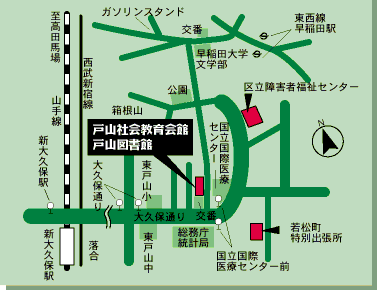 至高田馬場
ガソリンスタンド
交番
東西線
早稲田駅
早稲田大学
文学部
西武新宿線
山手線
公園
区立障害者福祉センター
箱根山
戸山社会教育会館
戸山図書館
国立国際医療
センター
N
新大久保駅
大久保通り
東戸山小
大久保通り
交番
若松町
特別出張所
総務庁
統計局
新大久保駅
落合
東戸山中
国立国際
医療センター前